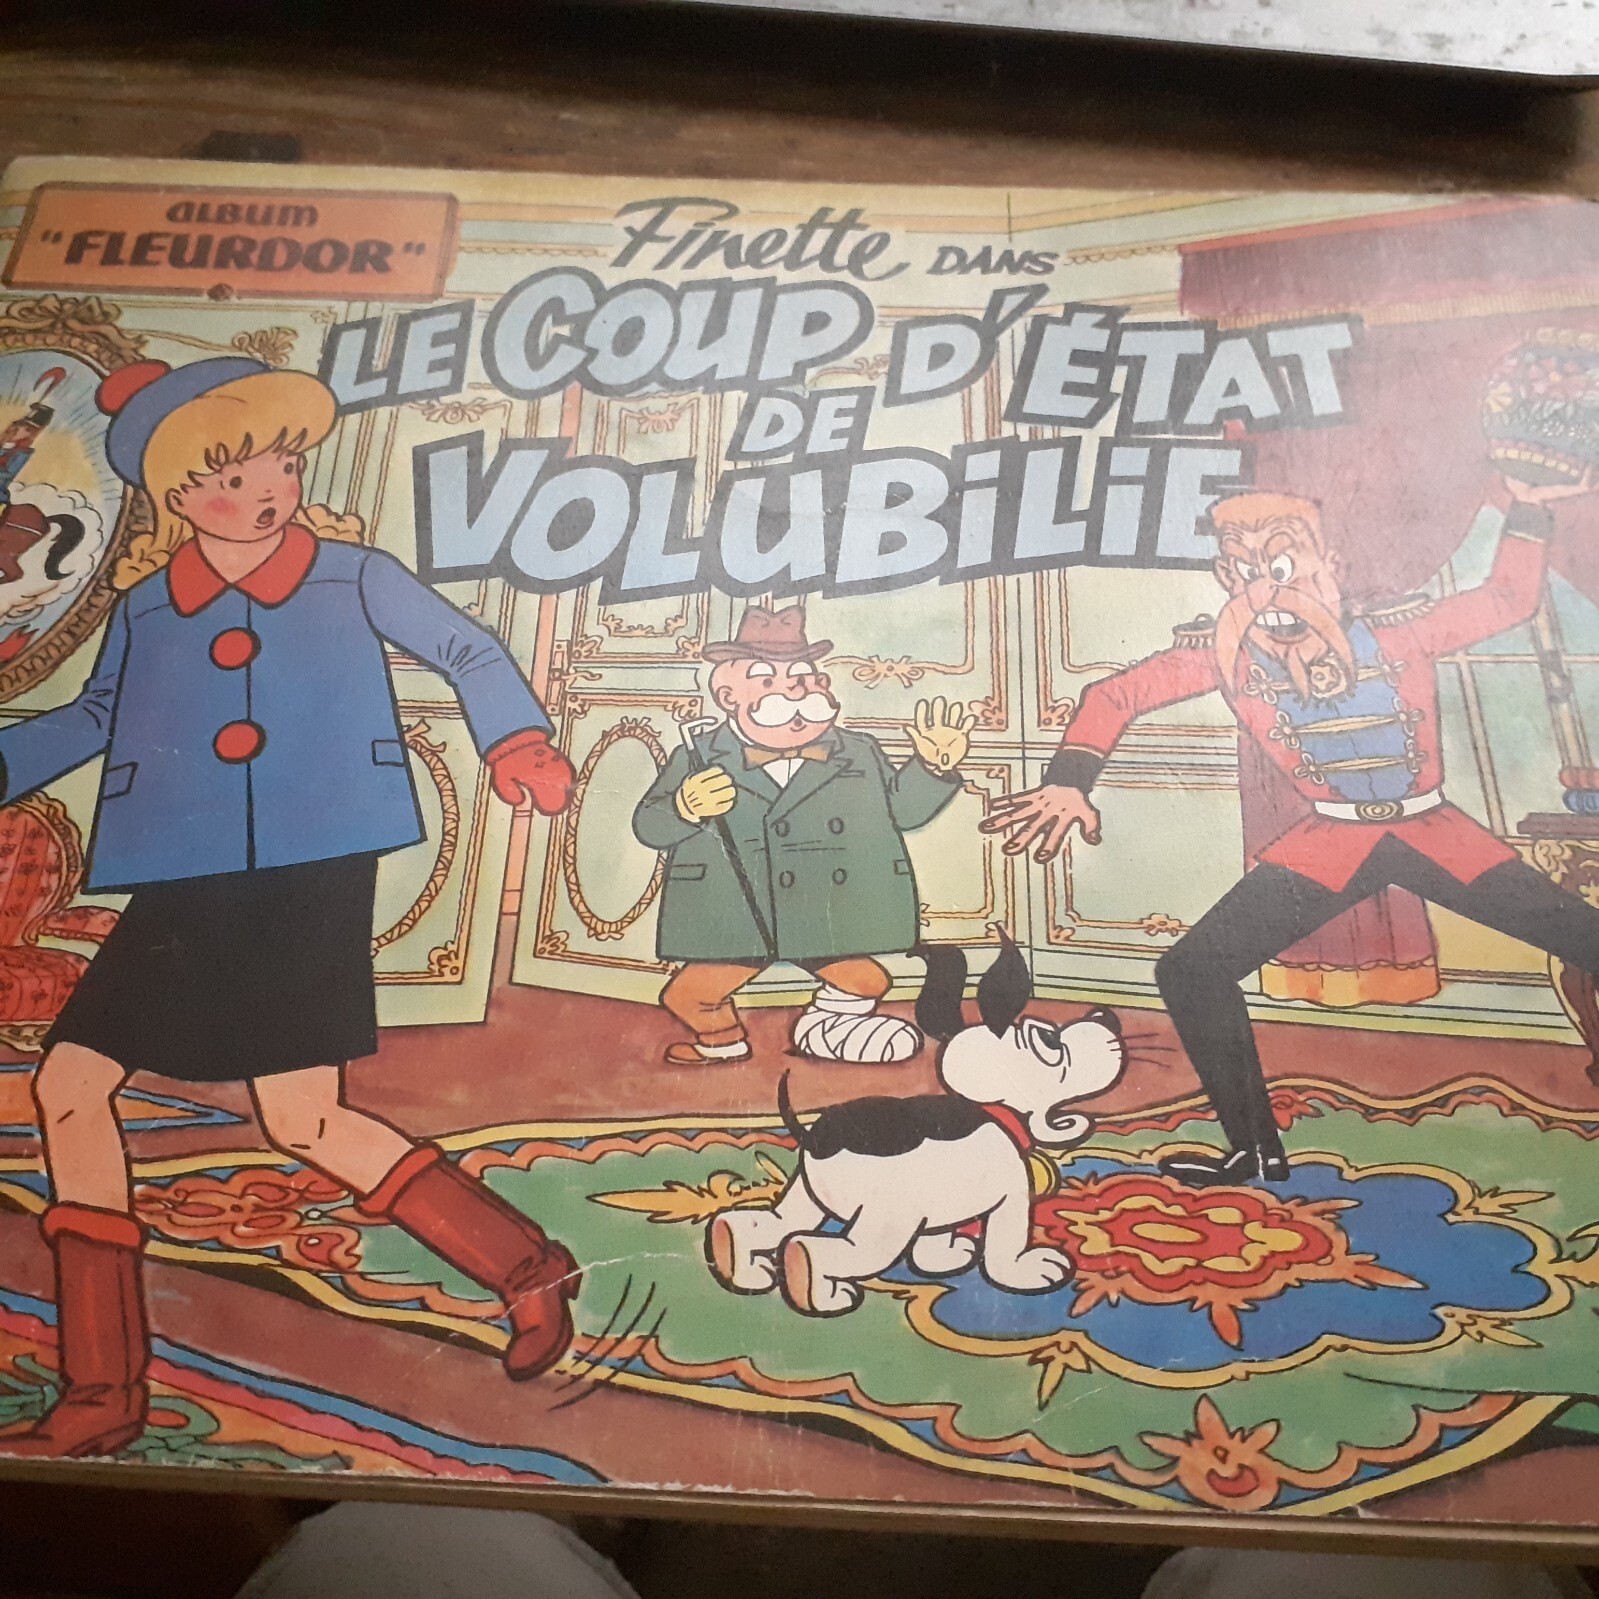 ALBUM
"FLEURDOR"
Finette DANS
LE COUP D'ÉTAT
DE
VOLUBiLiE